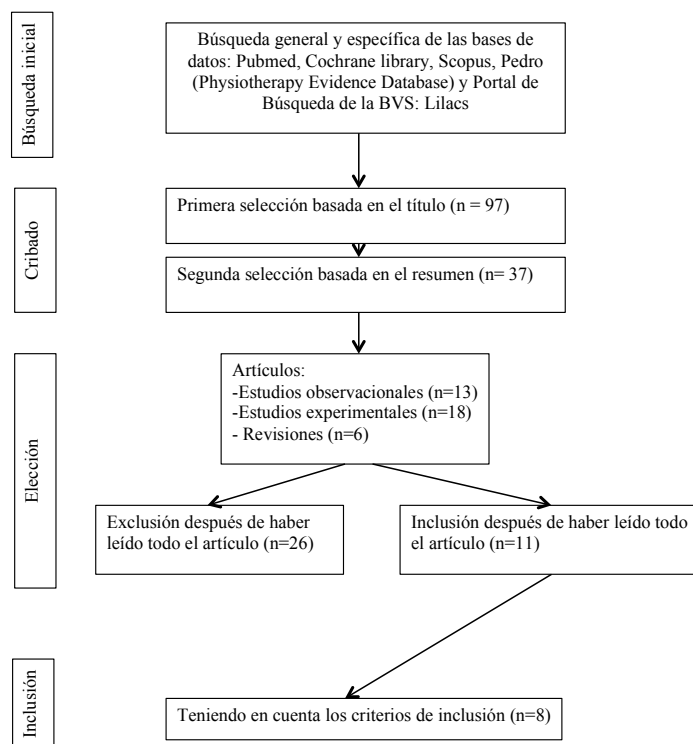 Búsqueda inicial
Búsqueda general y específica de las bases de
datos: Pubmed, Cochrane library, Scopus, Pedro
(Physiotherapy Evidence Database) y Portal de
Búsqueda de la BVS: Lilacs
Cribado
Primera selección basada en el título (n = 97)
Segunda selección basada en el resumen (n= 37)
Elección
Artículos:
-Estudios observacionales (n=13)
-Estudios experimentales (n=18)
- Revisiones (n=6)
Exclusión después de haber
leído todo el artículo (n=26)
Inclusión después de haber leído todo
el artículo (n=11)
Inclusión
Teniendo en cuenta los criterios de inclusión (n=8)